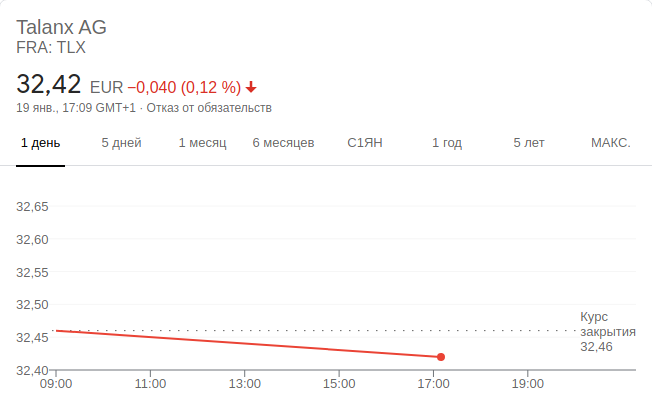 Talanx AG
FRA: TLX
32,42 EUR −0,040 (0,12 %)
19 янв., 17:09 GMT+1 · Отказ от обязательств
1 день 5 дней 1 месяц 6 месяцев С1ЯН 1 год 5 лет МАКС.
32,65
32,60
32,55
32,50
32,45
32,40
Курс
закрытия
32,46
09:00 11:00 13:00 15:00 17:00 19:00